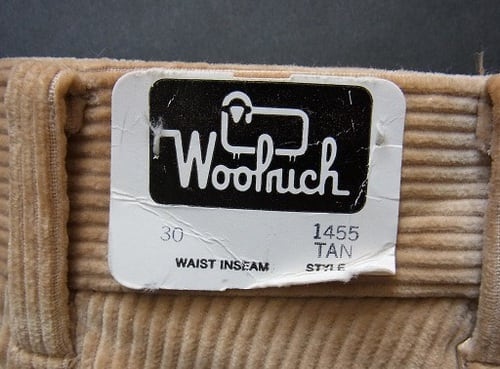 Woolrich
30 1455
TAN
WAIST INSEAM STYLE